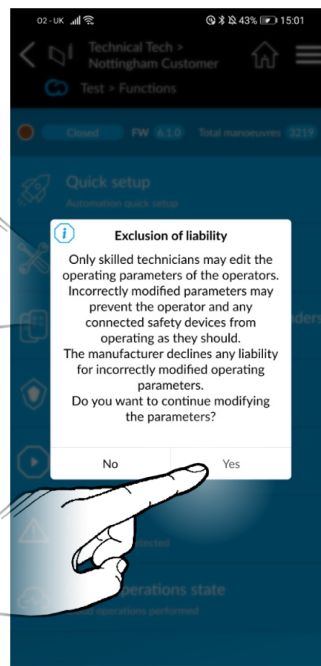 O2 - UK 43% 15:01
Technical Tech >
Nottingham Customer
Test > Functions
Closed FW 6.1.0 Total manoeuvres 3219
Quick setup
Automation quick setup
Exclusion of liability
Only skilled technicians may edit the
operating parameters of the operators.
Incorrectly modified parameters may
prevent the operator and any
connected safety devices from
operating as they should.
The manufacturer declines any liability
for incorrectly modified operating
parameters.
Do you want to continue modifying
the parameters?
No Yes
operations state
operations performed